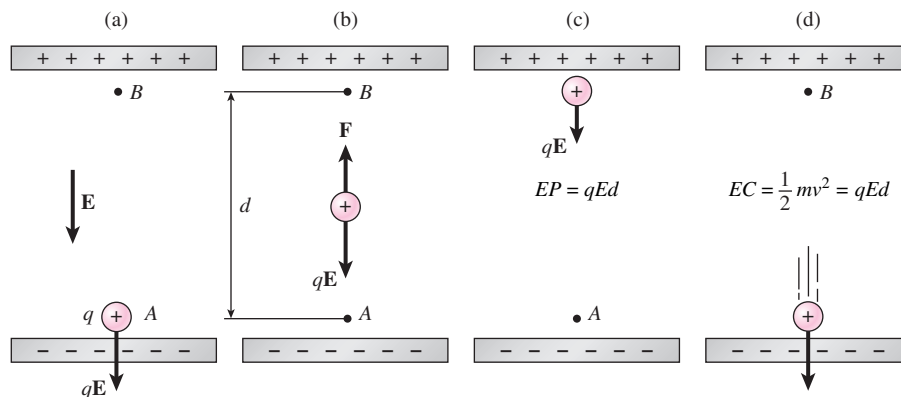 (a) (b) (c) (d)
+ + + + + + + + + + + + + + + + + + + + + + + +
B B B
+
qE
F
E
d
+
EP = qEd
EC = 1/2 mv² = qEd
qE
q + A A A +
− − − − − − − − − − − − − − − − − − − − − − − −
qE